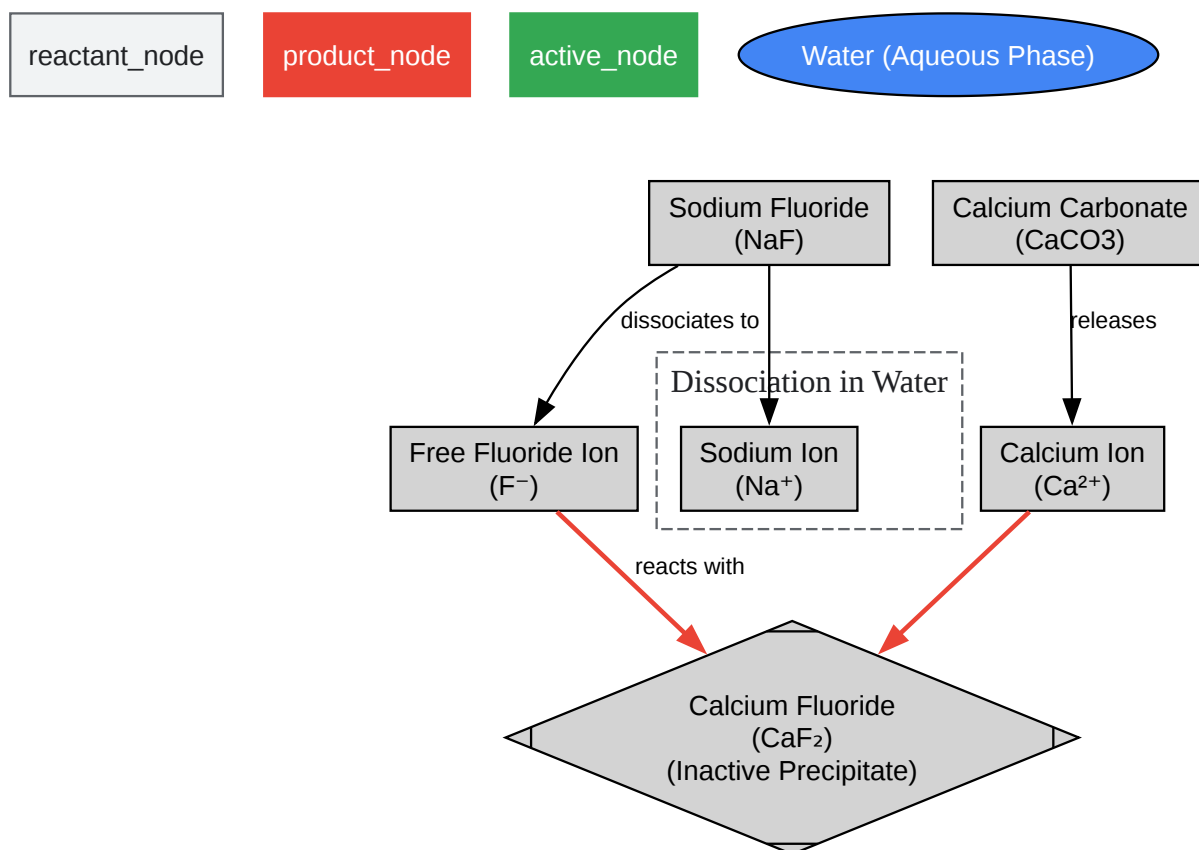 reactant_node
product_node
active_node
Water (Aqueous Phase)
Sodium Fluoride
(NaF)
Calcium Carbonate
(CaCO3)
dissociates to
releases
Dissociation in Water
Free Fluoride Ion
(F⁻)
Sodium Ion
(Na⁺)
Calcium Ion
(Ca²⁺)
reacts with
Calcium Fluoride
(CaF₂)
(Inactive Precipitate)